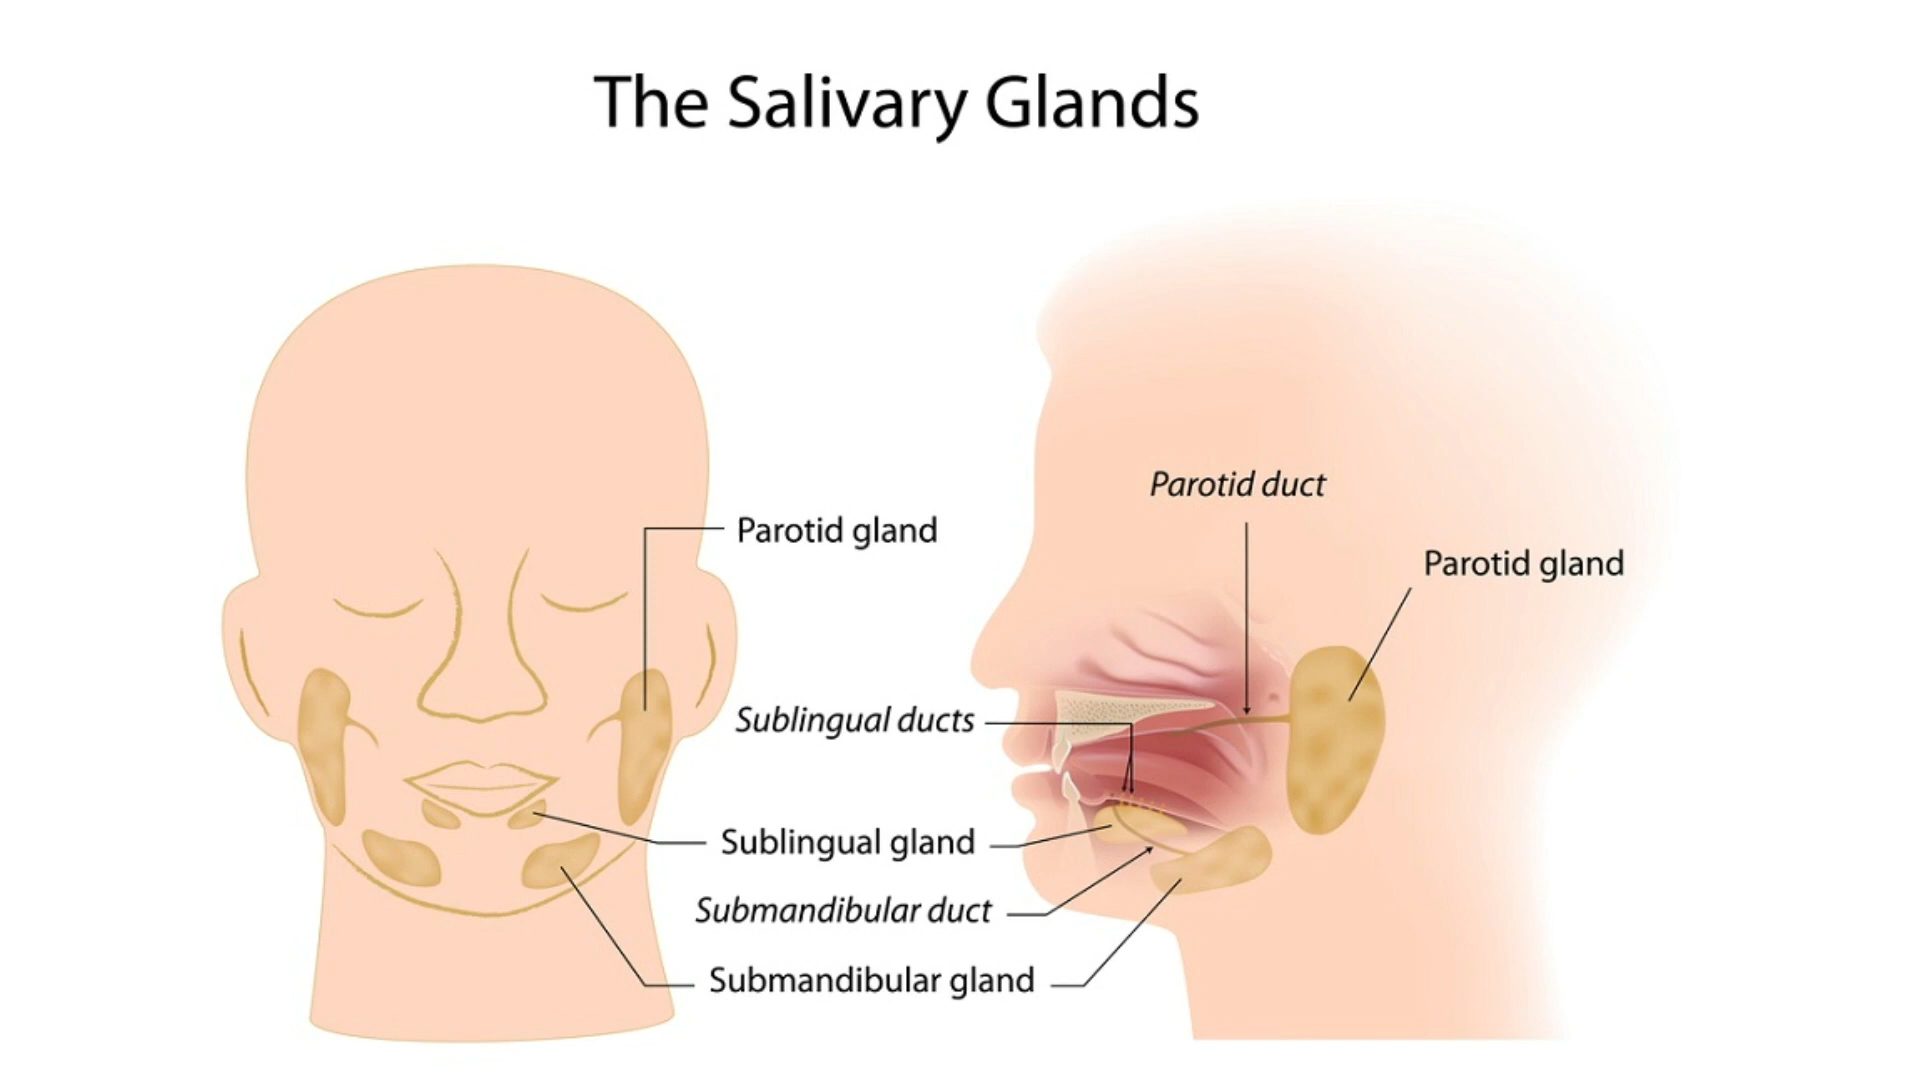 The Salivary Glands
Parotid duct
Parotid gland
Parotid gland
Sublingual ducts
Sublingual gland
Submandibular duct
Submandibular gland